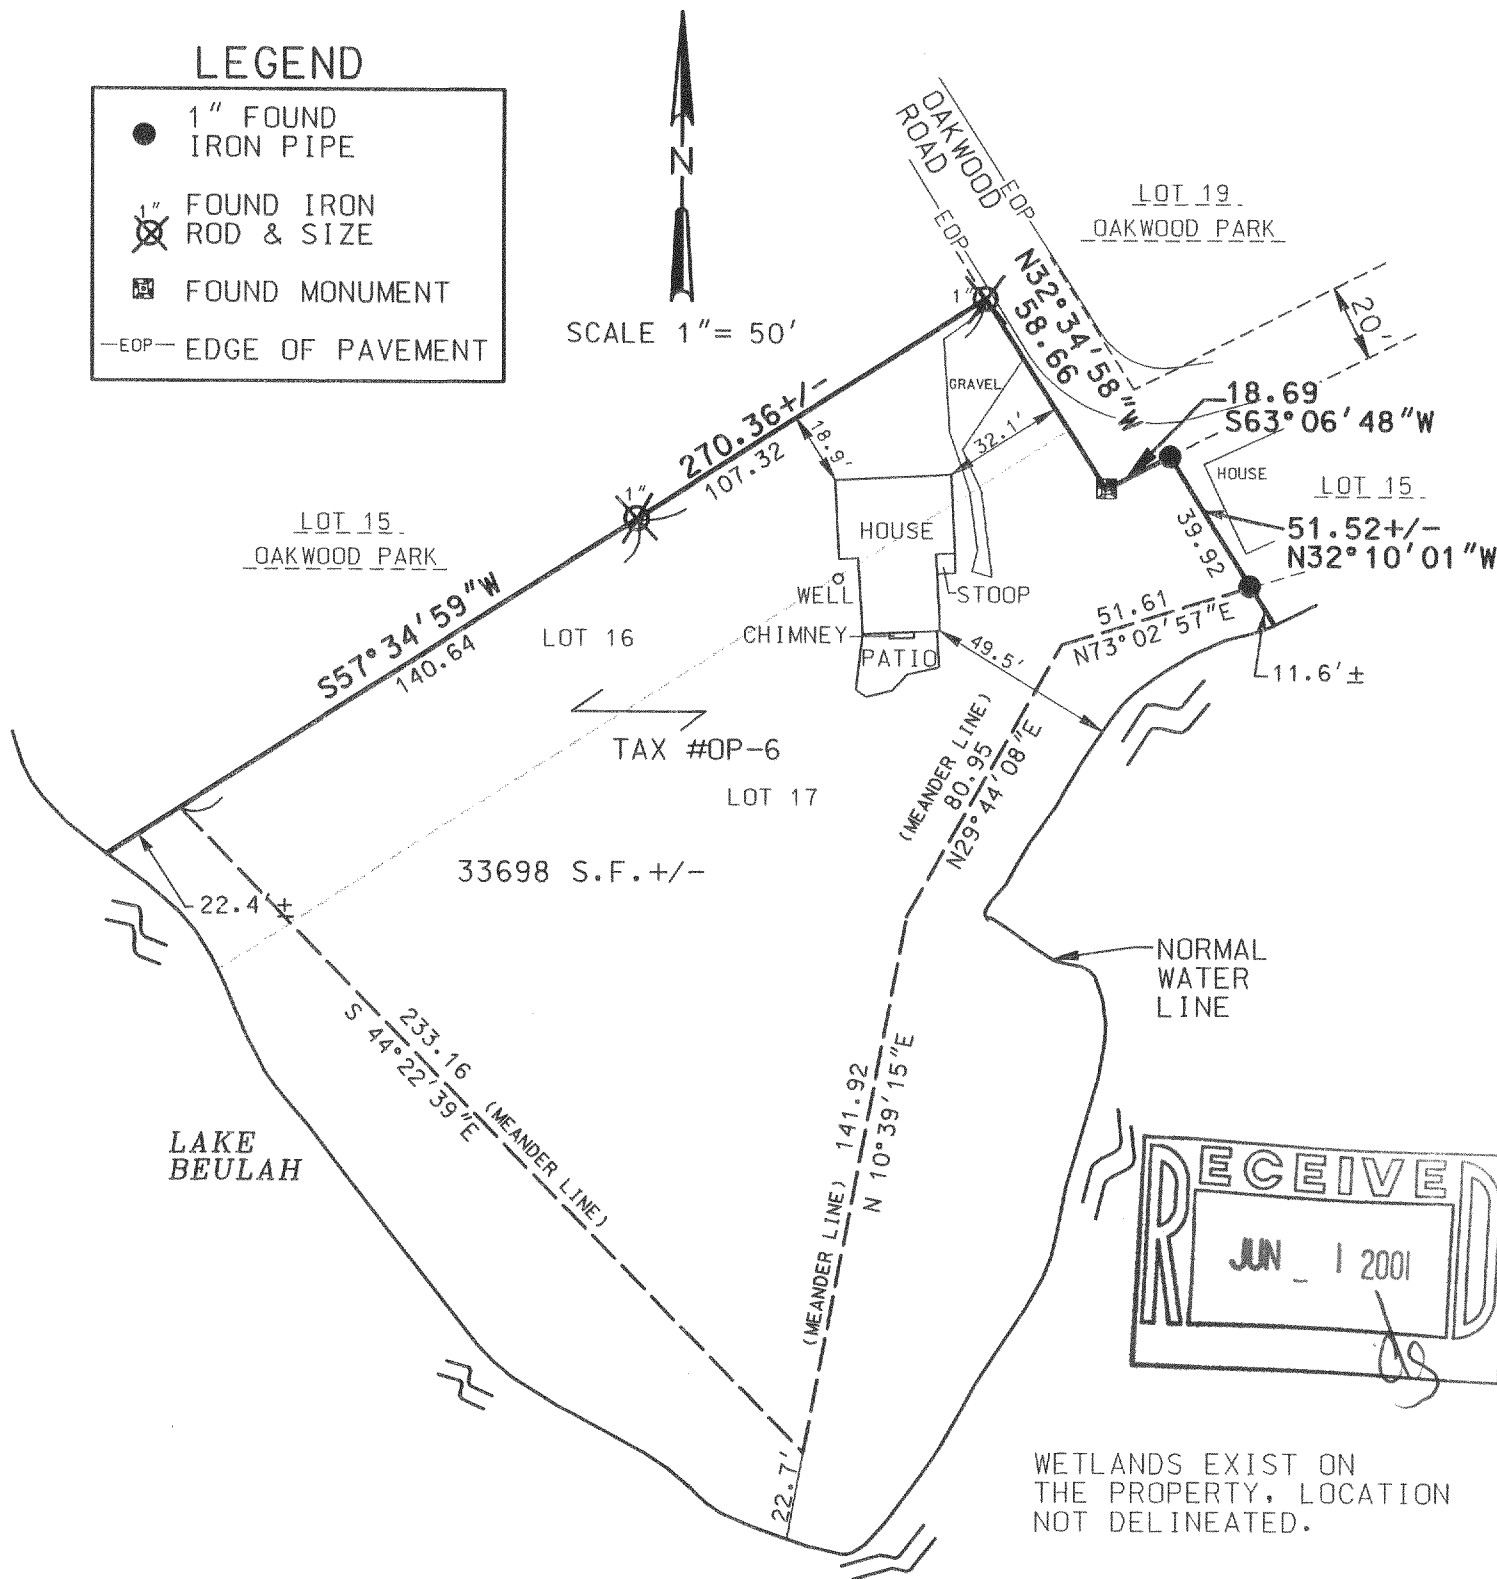 LEGEND
1" FOUND
IRON PIPE
1" FOUND IRON
ROD & SIZE
FOUND MONUMENT
-EOP- EDGE OF PAVEMENT
N
SCALE 1"= 50'
OAKWOOD
ROAD
EOP
EOP
LOT 19
OAKWOOD PARK
20'
N32°34'58"W
58.66
1"
GRAVEL
18.69
S63°06'48"W
HOUSE
LOT 15
51.52+/-
N32°10'01"W
39.92
270.36+/-
107.32
18.9'
32.1'
1"
LOT 15
OAKWOOD PARK
HOUSE
WELL
STOOP
CHIMNEY
PATIO
49.5'
51.61
N73°02'57"E
11.6'±
S57°34'59"W
140.64
LOT 16
TAX #OP-6
LOT 17
(MEANDER LINE)
80.95
N29°44'08"E
33698 S.F.+/-
22.4'±
NORMAL
WATER
LINE
233.16
S 44°22'39"E
(MEANDER LINE)
(MEANDER LINE) 141.92
N 10°39'15"E
LAKE
BEULAH
RECEIVED
JUN _ 1 2001
22.7'
WETLANDS EXIST ON
THE PROPERTY, LOCATION
NOT DELINEATED.